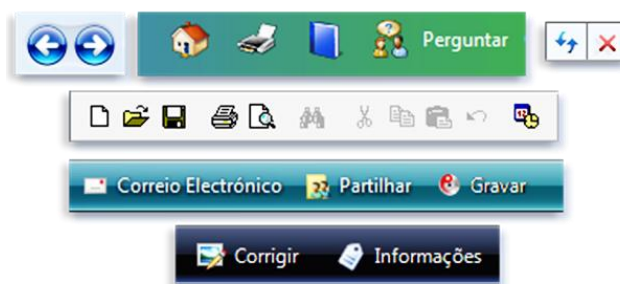 Perguntar
Correio Electrónico Partilhar Gravar
Corrigir Informações